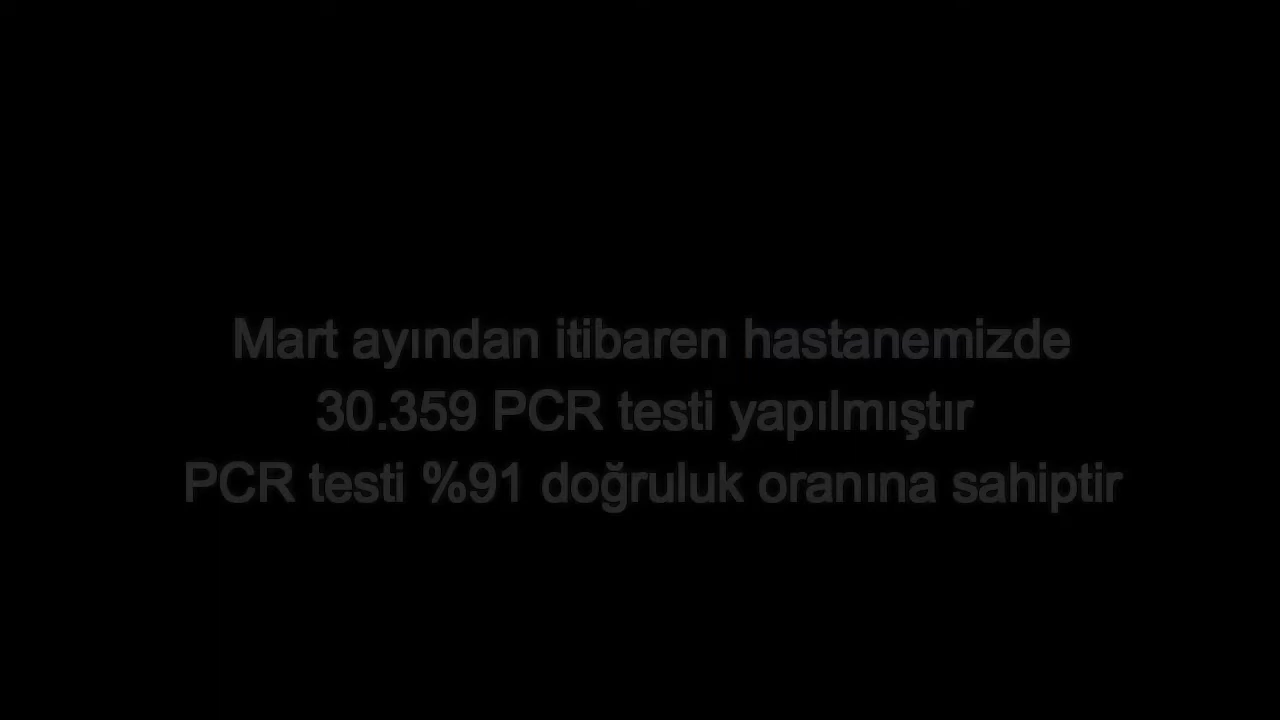 Mart ayından itibaren hastanemizde
30.359 PCR testi yapılmıştır
PCR testi %91 doğruluk oranına sahiptir